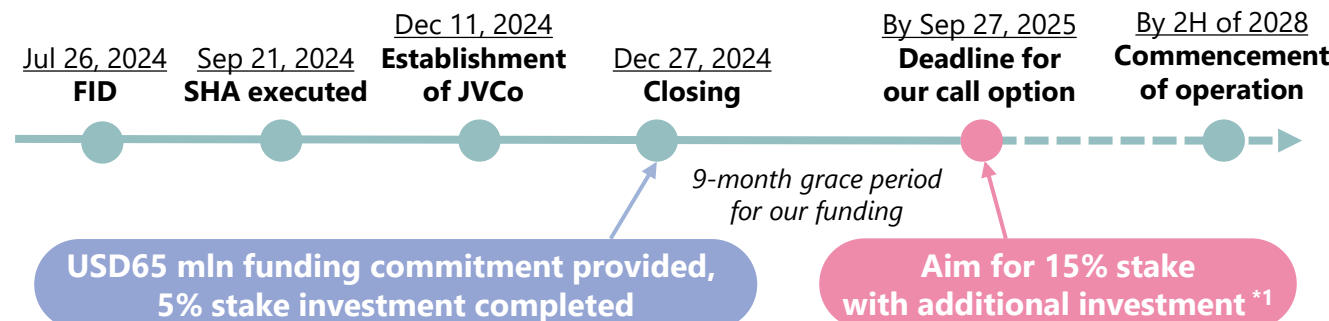 Jul 26, 2024
FID
Sep 21, 2024
SHA executed
Dec 11, 2024
Establishment
of JVCo
Dec 27, 2024
Closing
By Sep 27, 2025
Deadline for
our call option
By 2H of 2028
Commencement
of operation
9-month grace period
for our funding
USD65 mln funding commitment provided,
5% stake investment completed
Aim for 15% stake
with additional investment *1